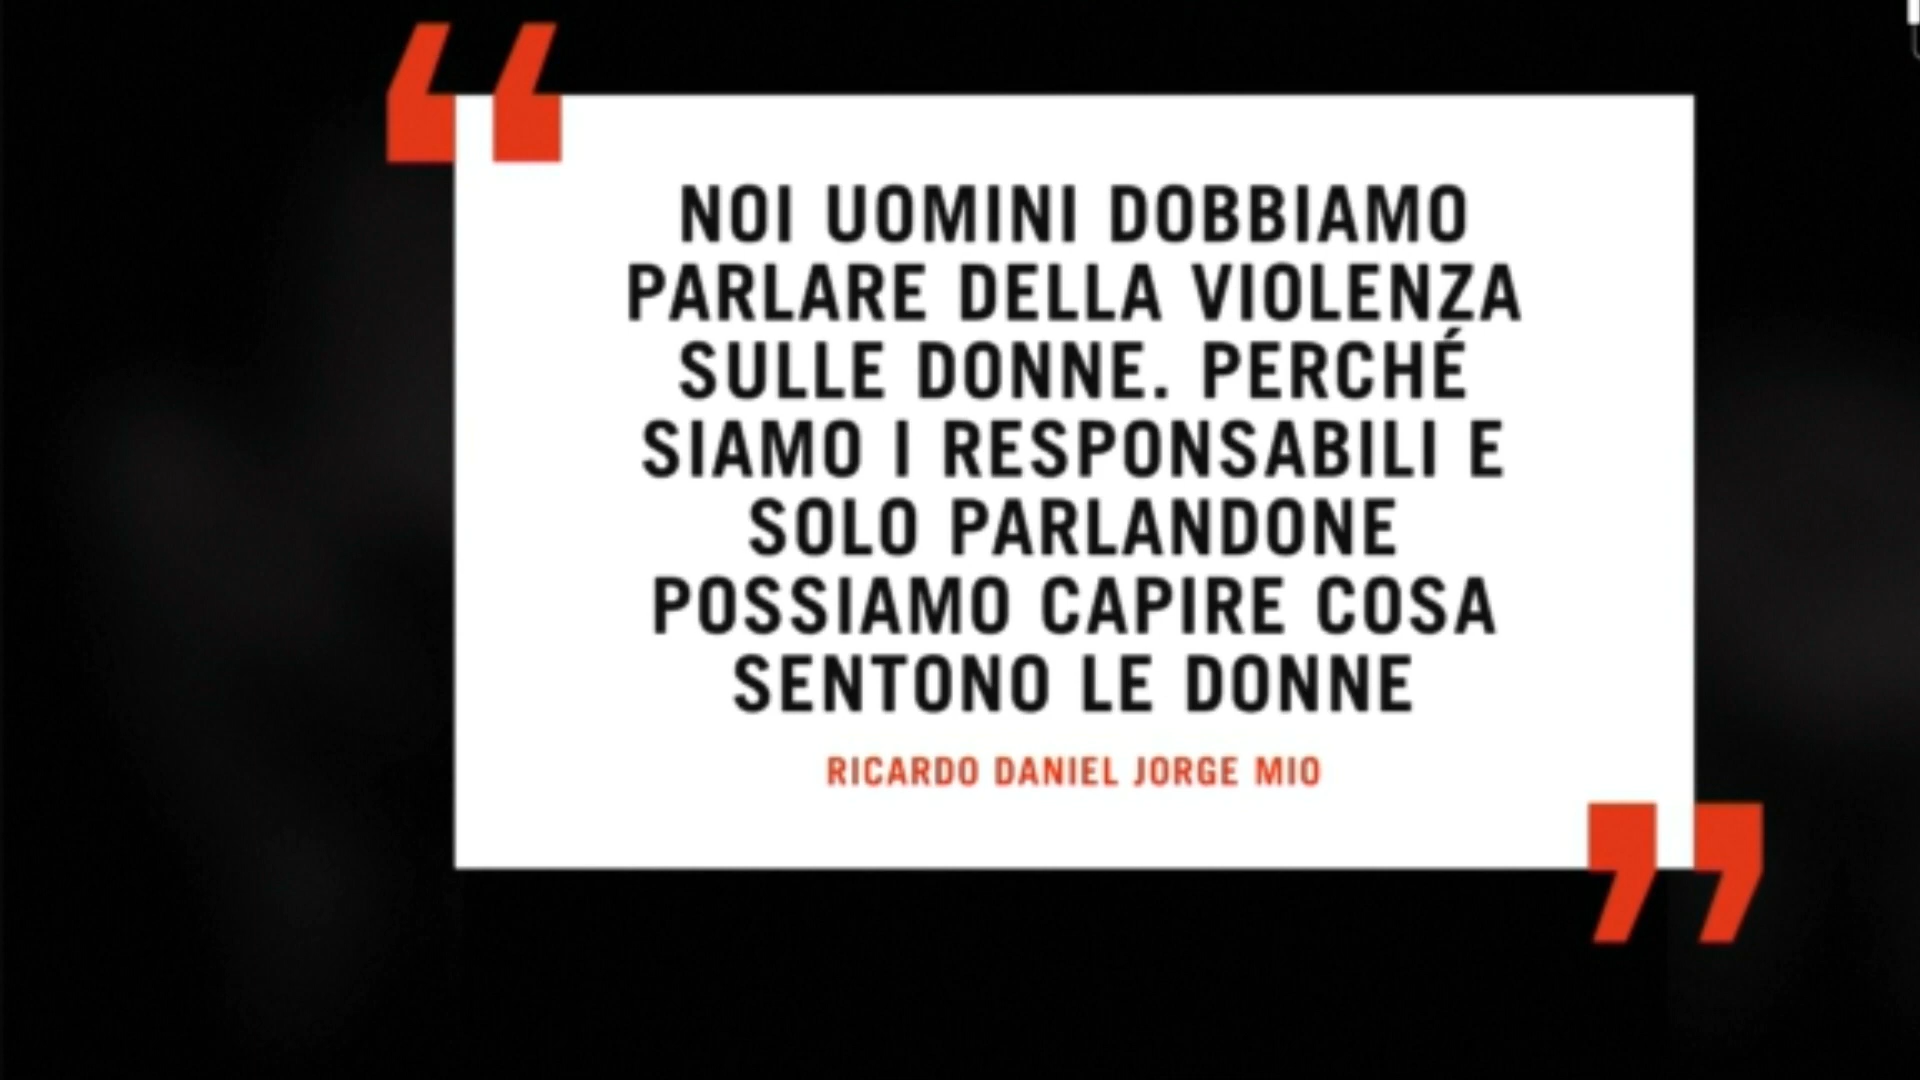 NOI UOMINI DOBBIAMO
PARLARE DELLA VIOLENZA
SULLE DONNE. PERCHÉ
SIAMO I RESPONSABILI E
SOLO PARLANDONE
POSSIAMO CAPIRE COSA
SENTONO LE DONNE
RICARDO DANIEL JORGE MIO